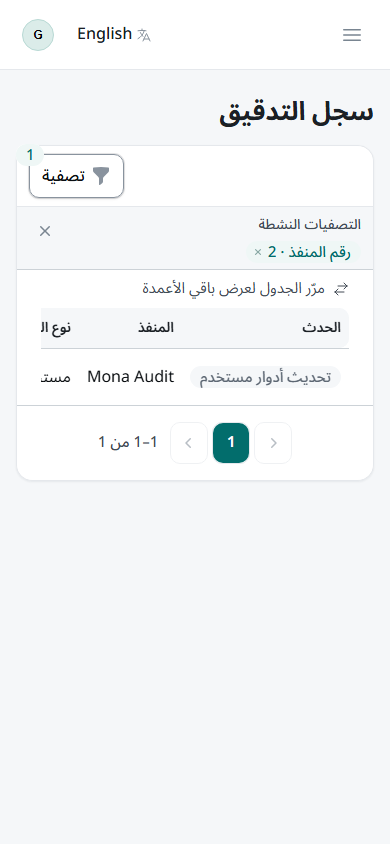 G English
سجل التدقيق
1
تصفية
التصفيات النشطة
رقم المنفذ · 2 ×
مرّر الجدول لعرض باقي الأعمدة
الحدث المنفذ نوع
تحديث أدوار مستخدم Mona Audit
1 1–1 من 1